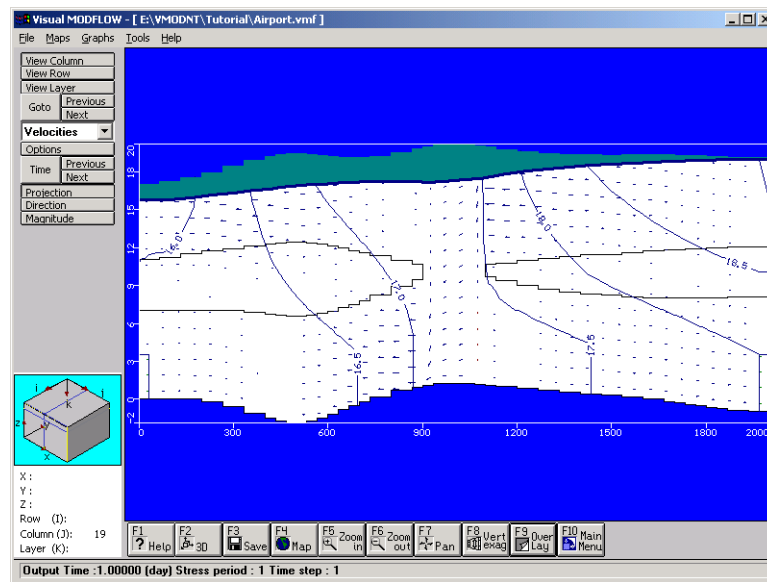 Visual MODFLOW - [ E:\VMODNT\Tutorial\Airport.vmf ]
File Maps Graphs Tools Help
View Column
View Row
View Layer
Goto Previous
Next
Velocities
Options
Time Previous
Next
Projection
Direction
Magnitude
20
18
15
12
9
6
3
0
-2
0 300 600 900 1200 1500 1800 2000
16.0
16.5
17.0
17.5
18.0
18.5
i j
K
z y
x
X :
Y :
Z :
Row (I):
Column (J): 19
Layer (K):
F1 Help
F2 3D
F3 Save
F4 Map
F5 Zoom in
F6 Zoom out
F7 Pan
F8 Vert exag
F9 Over Lay
F10 Main Menu
Output Time :1.00000 (day) Stress period : 1 Time step : 1